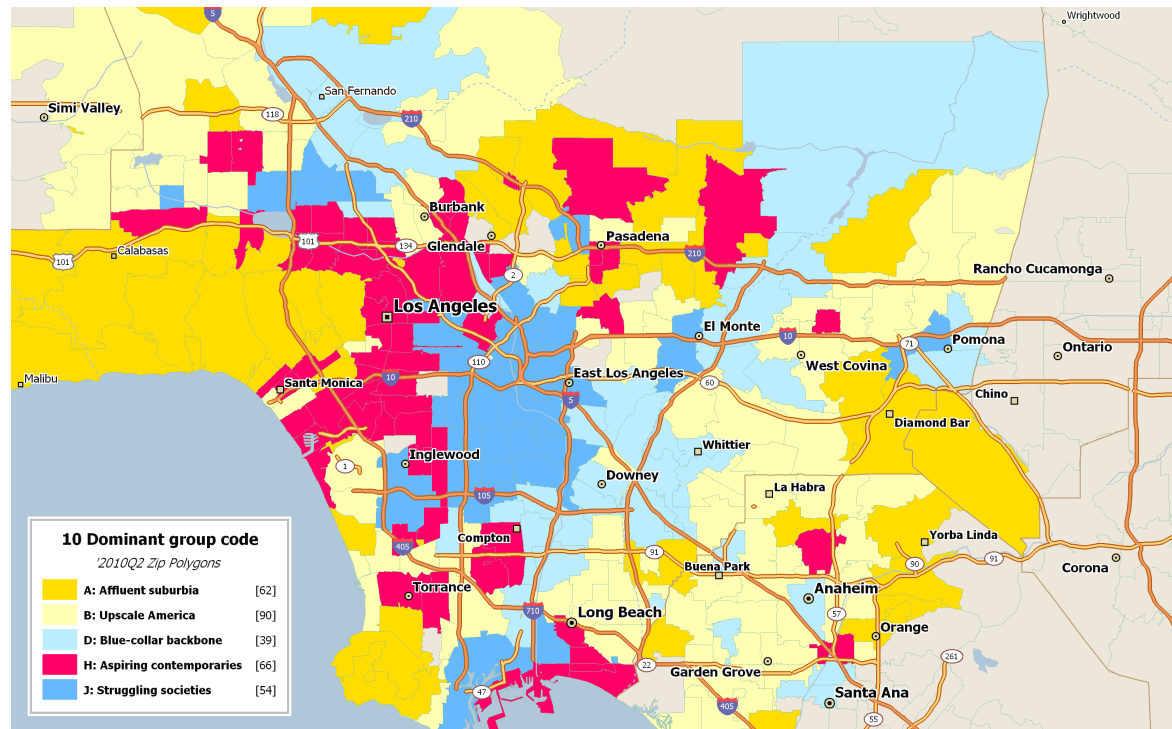 5
Wrightwood
San Fernando
Simi Valley
118
210
Burbank
101
134
Glendale
Pasadena
Calabasas
101
210
2
Rancho Cucamonga
Los Angeles
El Monte
10
71
Pomona
Ontario
110
West Covina
Malibu
Santa Monica
10
East Los Angeles
60
5
Chino
Diamond Bar
Whittier
Inglewood
1
Downey
La Habra
105
Compton
405
91
Yorba Linda
90
91
Buena Park
Corona
Torrance
Anaheim
710
Long Beach
57
Orange
22
261
Garden Grove
47
Santa Ana
405
55
10 Dominant group code
'2010Q2 Zip Polygons
A: Affluent suburbia [62]
B: Upscale America [90]
D: Blue-collar backbone [39]
H: Aspiring contemporaries [66]
J: Struggling societies [54]